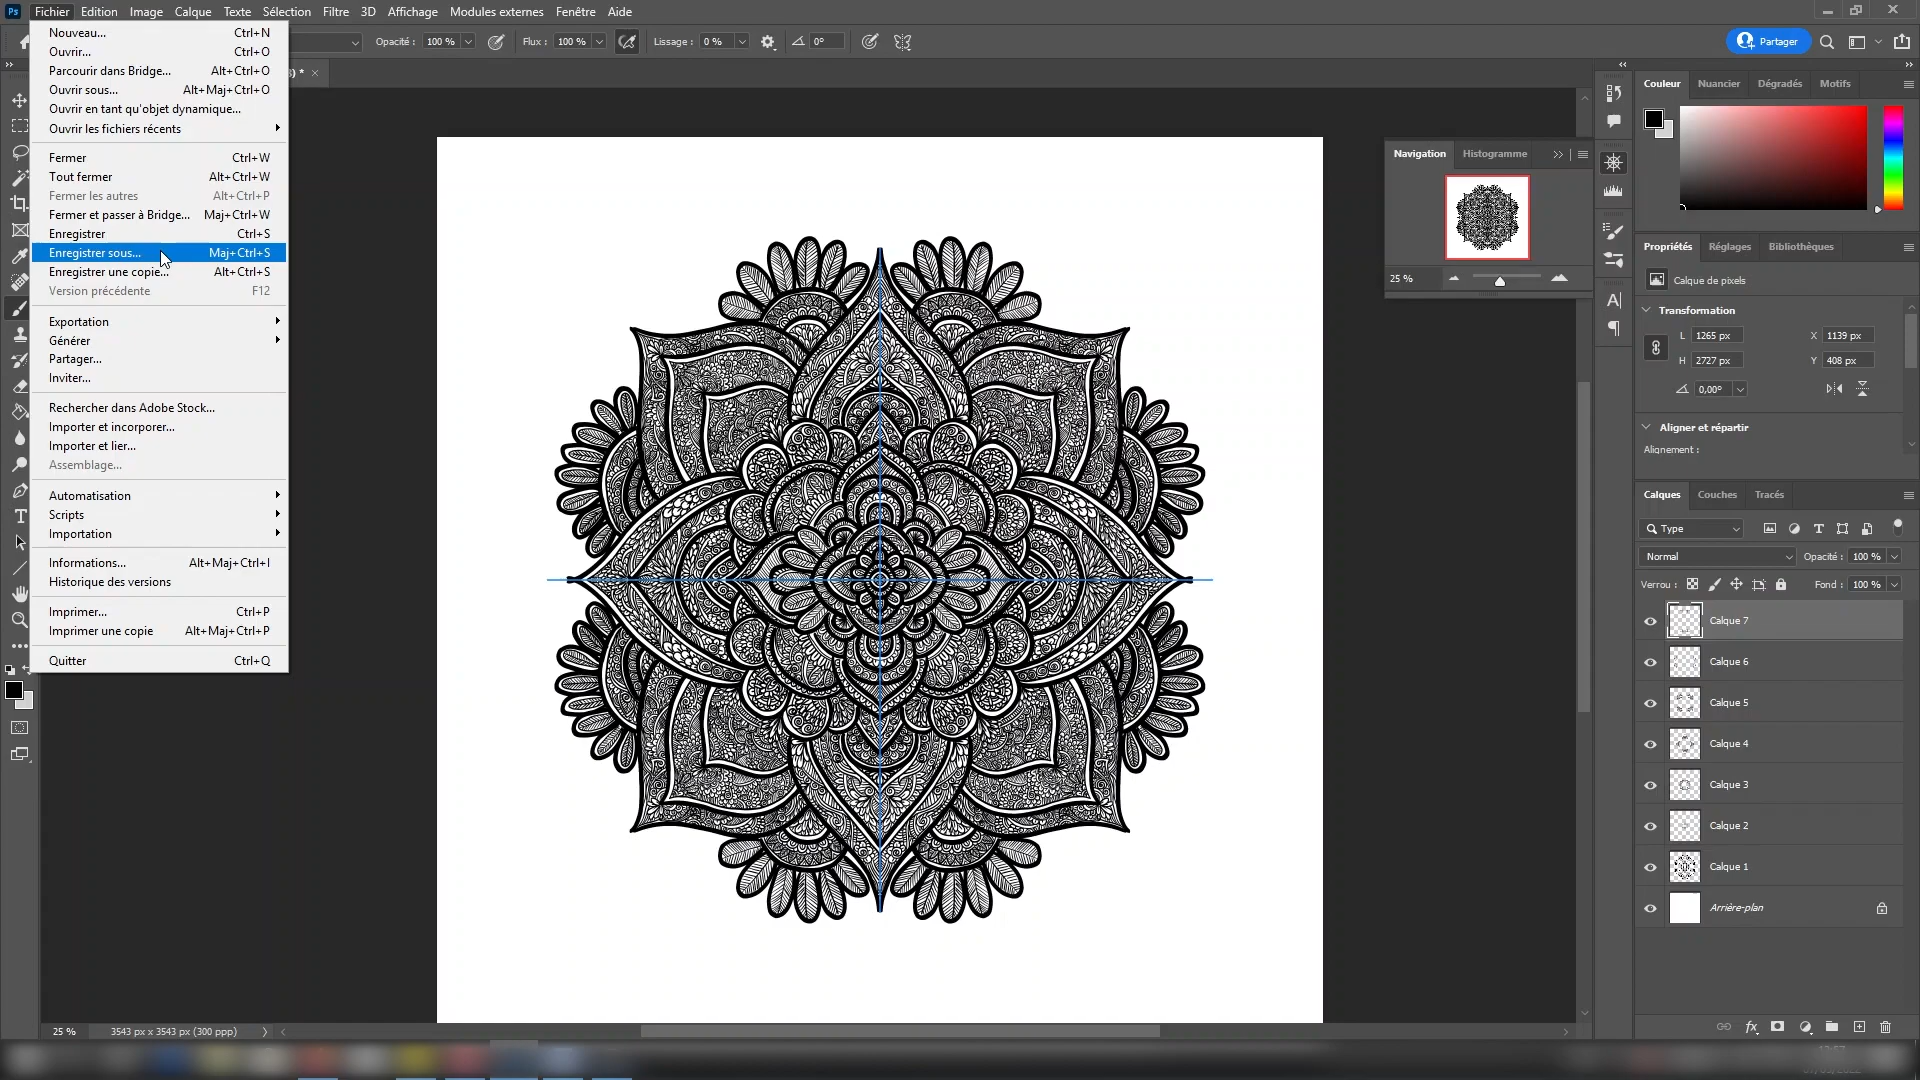 Ps Fichier Edition Image Calque Texte Sélection Filtre 3D Affichage Modules externes Fenêtre Aide
Opacité : 100 % Flux : 100 % Lissage : 0 % 0° Partager
) *
Nouveau... Ctrl+N
Ouvrir... Ctrl+O
Parcourir dans Bridge... Alt+Ctrl+O
Ouvrir sous... Alt+Maj+Ctrl+O
Ouvrir en tant qu'objet dynamique...
Ouvrir les fichiers récents
Fermer Ctrl+W
Tout fermer Alt+Ctrl+W
Fermer les autres Alt+Ctrl+P
Fermer et passer à Bridge... Maj+Ctrl+W
Enregistrer Ctrl+S
Enregistrer sous... Maj+Ctrl+S
Enregistrer une copie... Alt+Ctrl+S
Version précédente F12
Exportation
Générer
Partager...
Inviter...
Rechercher dans Adobe Stock...
Importer et incorporer...
Importer et lier...
Assemblage...
Automatisation
Scripts
Importation
Informations... Alt+Maj+Ctrl+I
Historique des versions
Imprimer... Ctrl+P
Imprimer une copie Alt+Maj+Ctrl+P
Quitter Ctrl+Q
Navigation Histogramme
25 %
Couleur Nuancier Dégradés Motifs
Propriétés Réglages Bibliothèques
Calque de pixels
Transformation
L 1265 px X 1139 px
H 2727 px Y 408 px
0,00°
Aligner et répartir
Alignement :
Calques Couches Tracés
Type
Normal Opacité : 100 %
Verrou : Fond : 100 %
Calque 7
Calque 6
Calque 5
Calque 4
Calque 3
Calque 2
Calque 1
Arrière-plan
fx
25 % 3543 px x 3543 px (300 ppp)